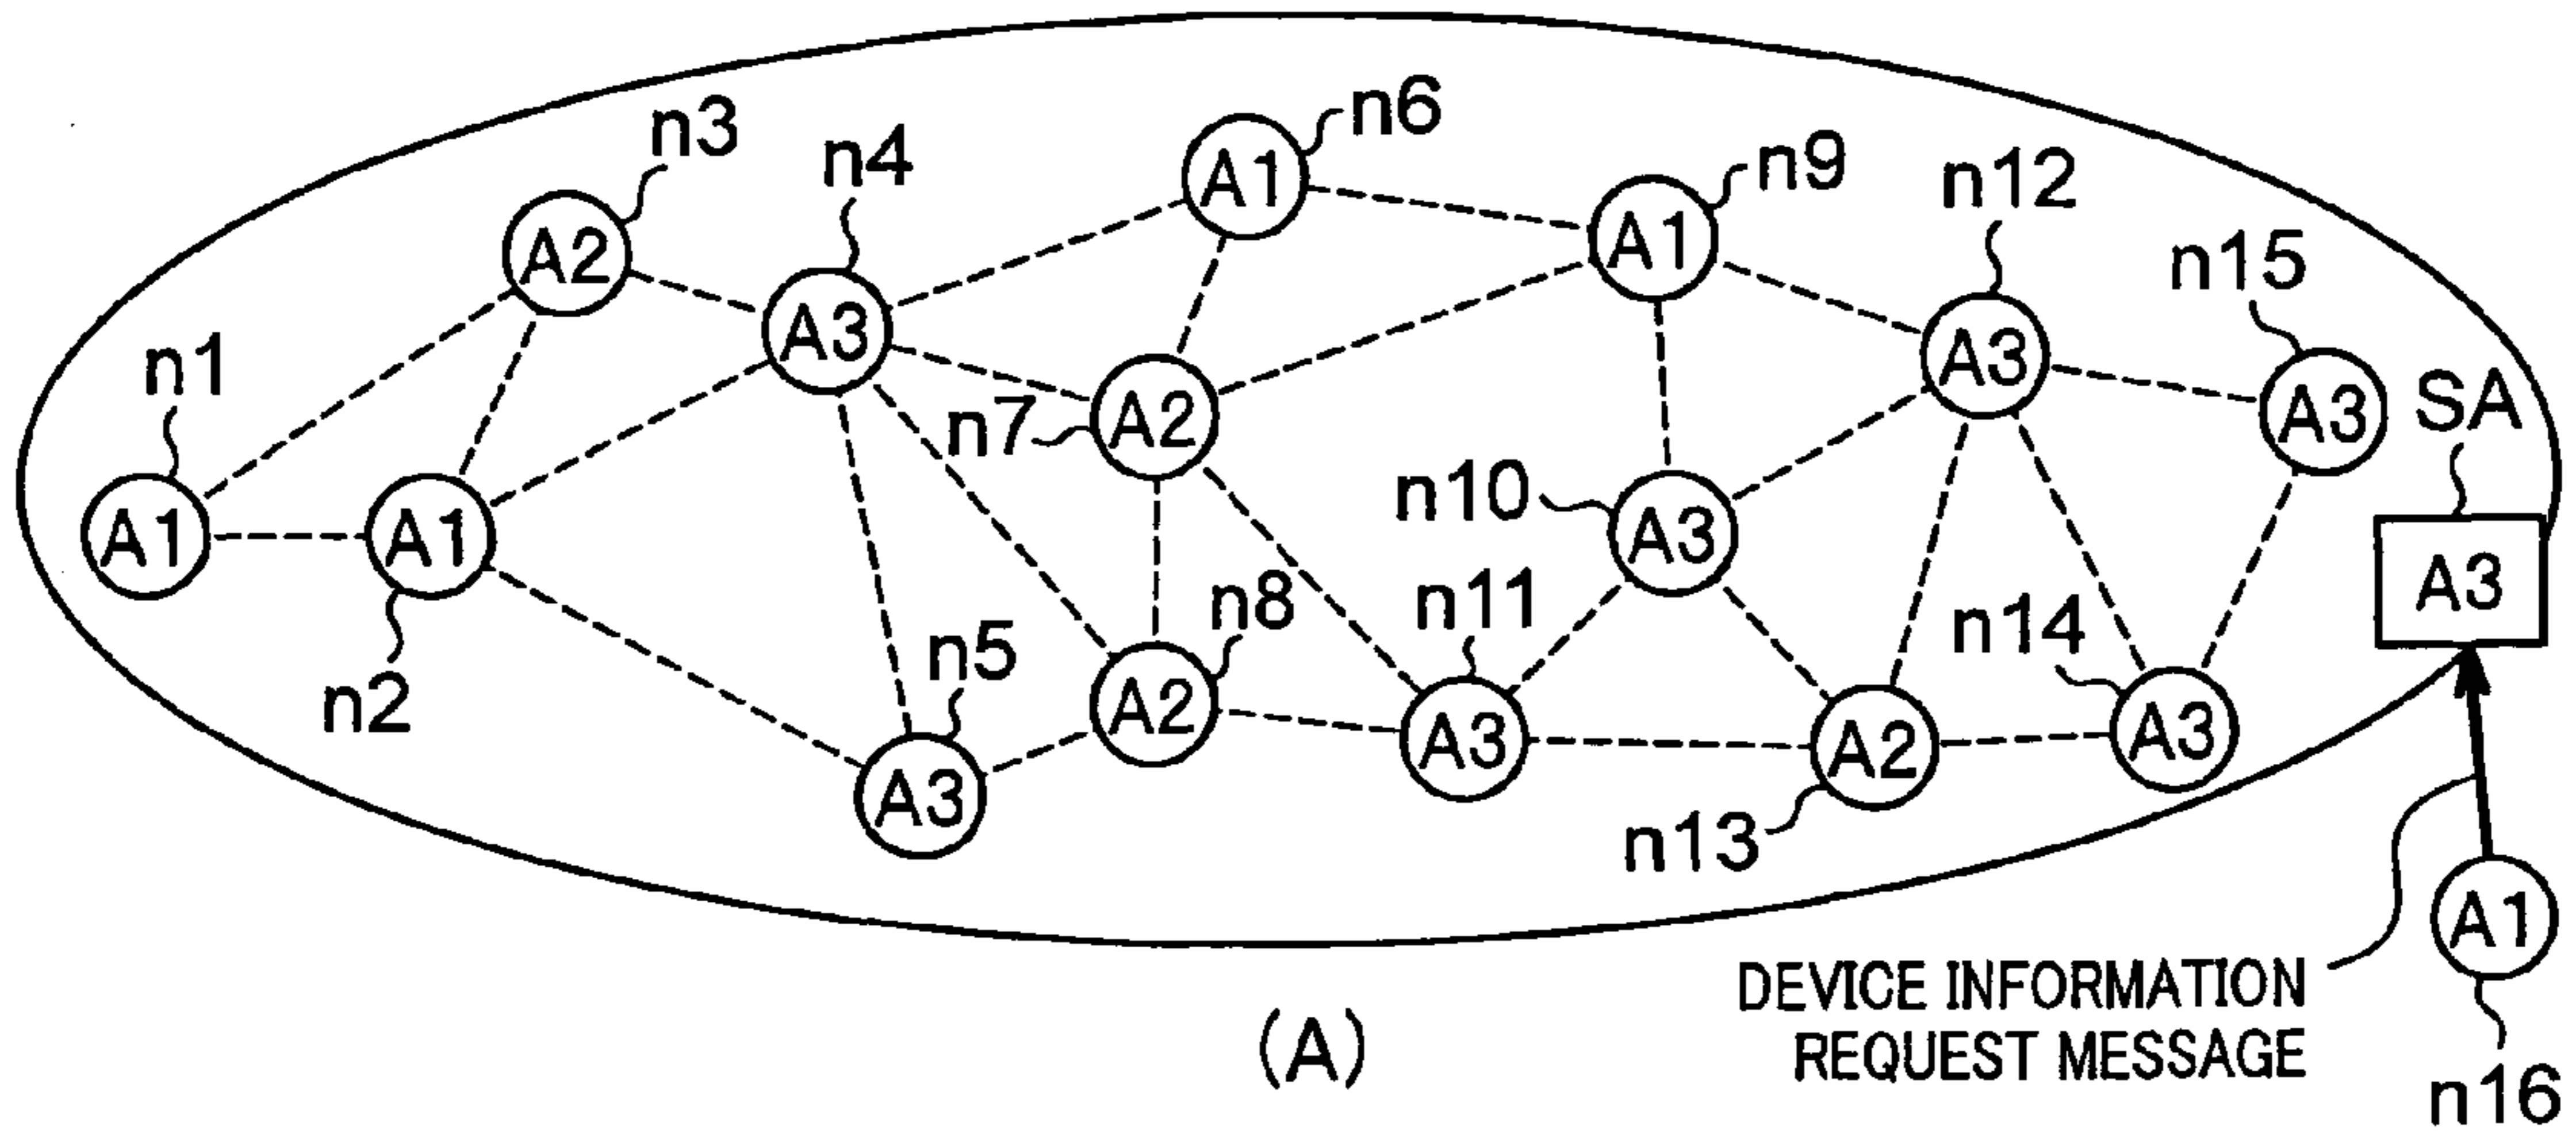 n3
n4
n6
n9
n12
n15
n1
A2
A3
A1
A1
A3
A3
SA
n7
A2
A1
A1
n10
A3
A3
n2
n5
n8
n11
n14
A3
A2
A3
A2
A3
n13
A1
DEVICE INFORMATION
REQUEST MESSAGE
(A)
n16